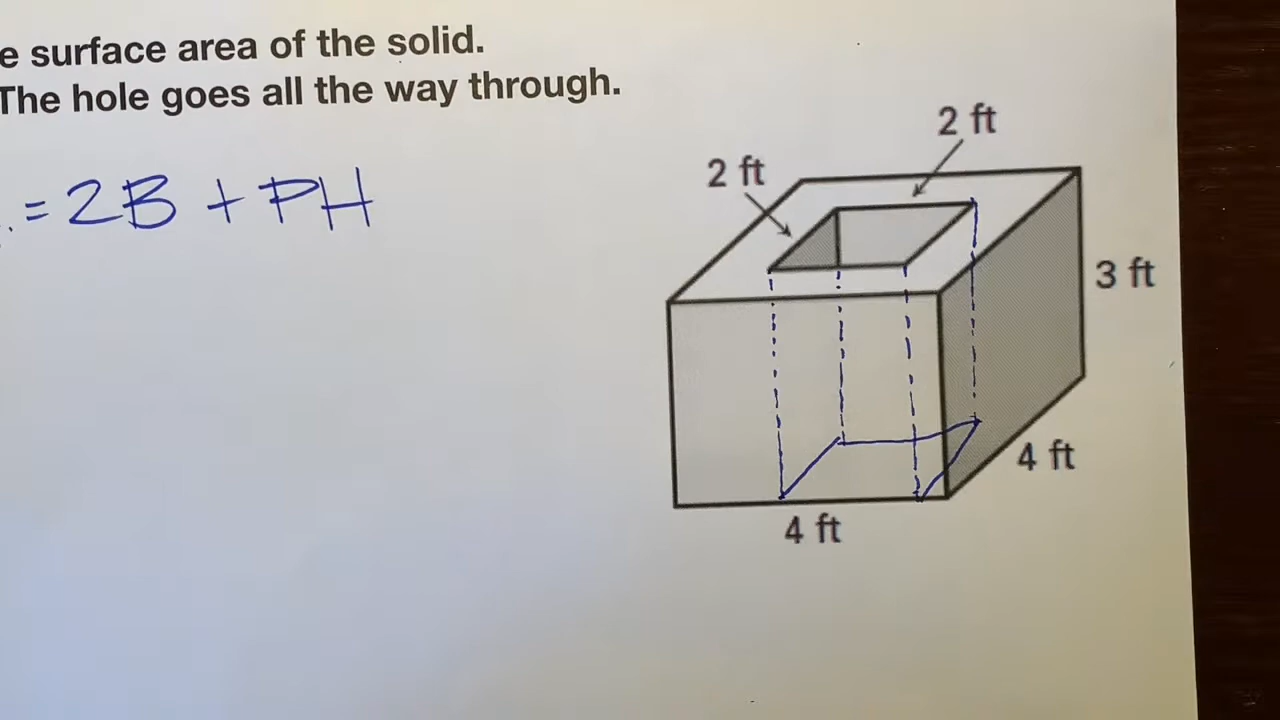 e surface area of the solid.
The hole goes all the way through.
. = 2B + PH
2 ft
2 ft
3 ft
4 ft
4 ft